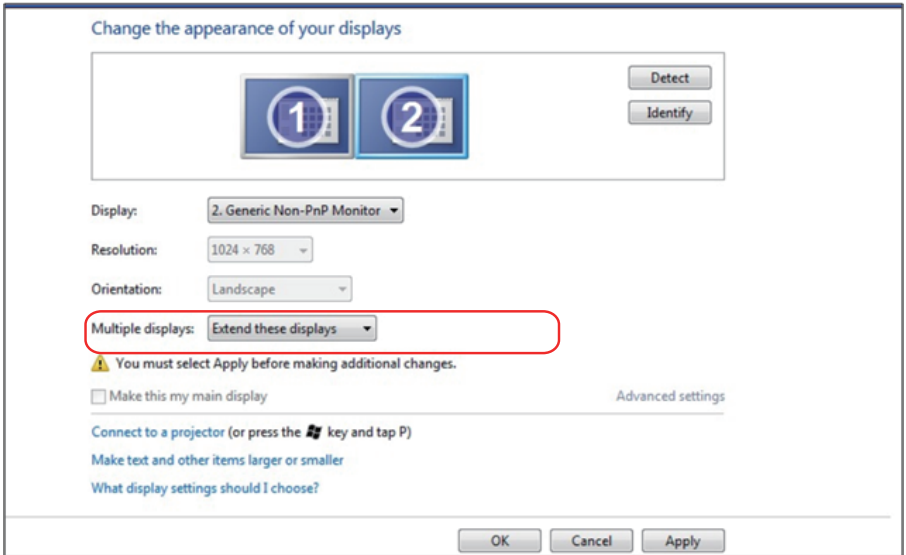 Change the appearance of your displays
1 2
Detect
Identify
Display: 2. Generic Non-PnP Monitor
Resolution: 1024 × 768
Orientation: Landscape
Multiple displays: Extend these displays
You must select Apply before making additional changes.
Make this my main display Advanced settings
Connect to a projector (or press the key and tap P)
Make text and other items larger or smaller
What display settings should I choose?
OK Cancel Apply